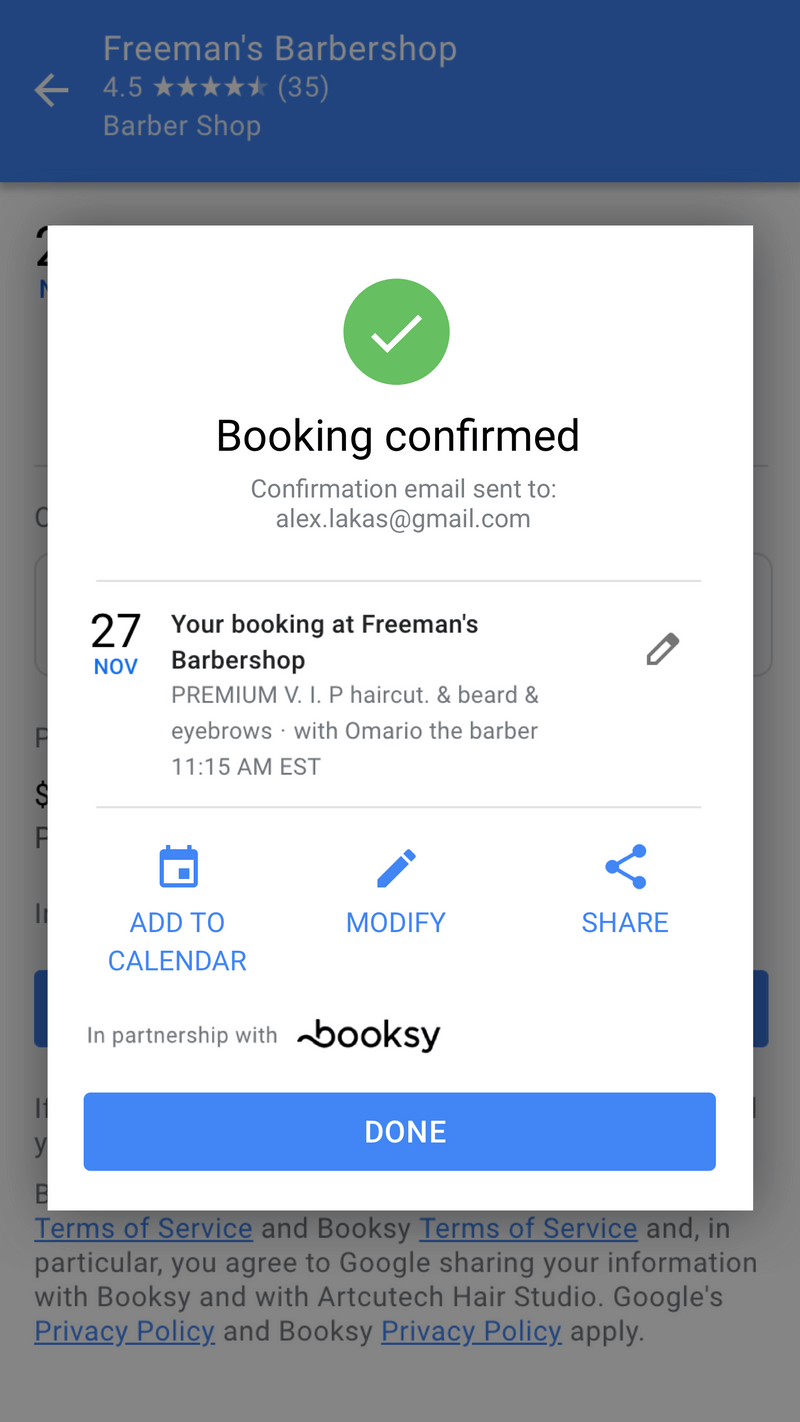 Freeman's Barbershop
4.5 ★★★★★ (35)
Barber Shop
Booking confirmed
Confirmation email sent to:
alex.lakas@gmail.com
27
NOV
Your booking at Freeman's
Barbershop
PREMIUM V. I. P haircut. & beard &
eyebrows · with Omario the barber
11:15 AM EST
ADD TO
CALENDAR
MODIFY
SHARE
In partnership with booksy
DONE
Terms of Service and Booksy Terms of Service and, in
particular, you agree to Google sharing your information
with Booksy and with Artcutech Hair Studio. Google's
Privacy Policy and Booksy Privacy Policy apply.